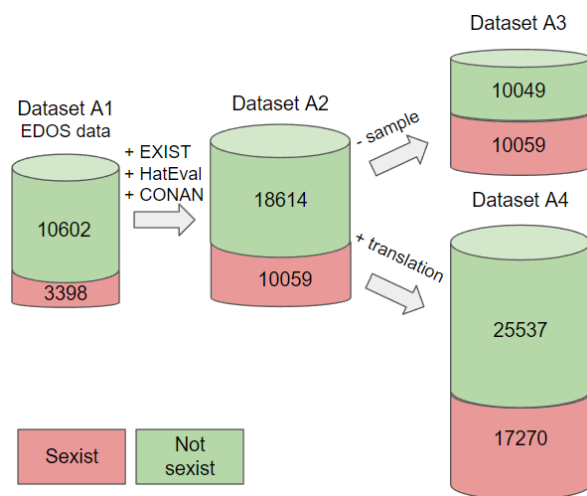 Dataset A1
EDOS data
10602
3398
+ EXIST
+ HatEval
+ CONAN
Dataset A2
18614
10059
- sample
+ translation
Dataset A3
10049
10059
Dataset A4
25537
17270
Sexist
Not
sexist